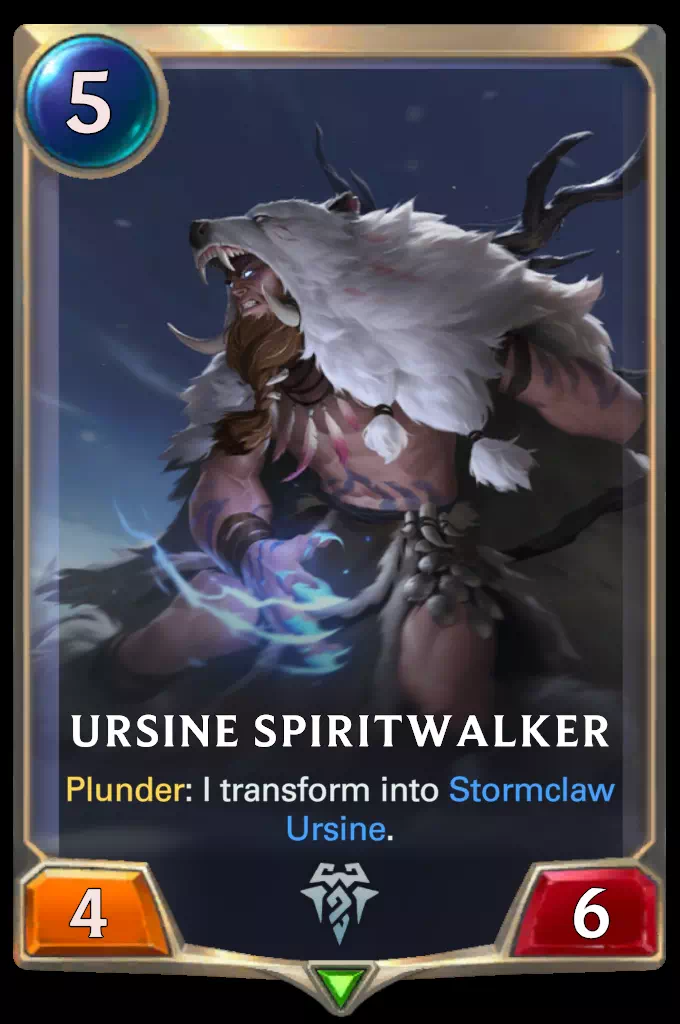 5
URSINE SPIRITWALKER
Plunder: I transform into Stormclaw
Ursine.
4
6